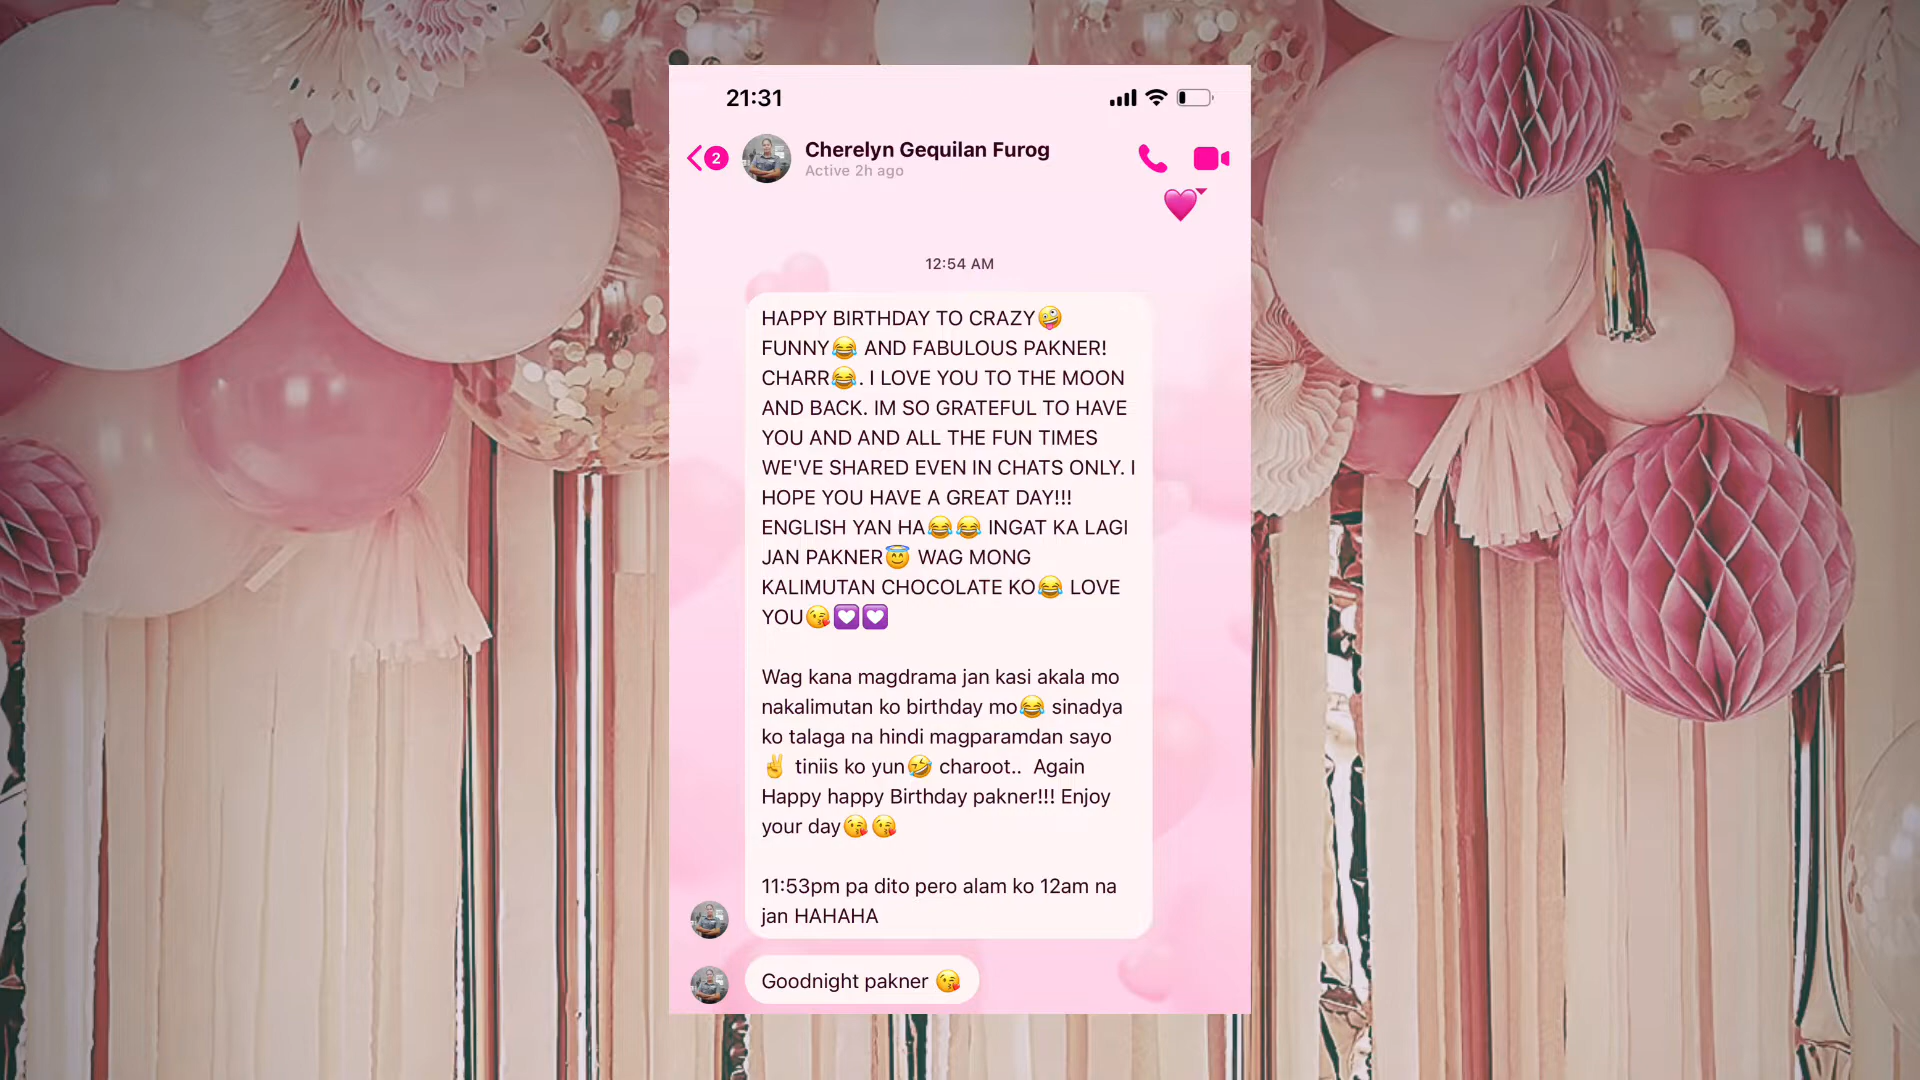 21:31
2
Cherelyn Gequilan Furog
Active 2h ago
12:54 AM
HAPPY BIRTHDAY TO CRAZY🤪
FUNNY😂 AND FABULOUS PAKNER!
CHARR😂. I LOVE YOU TO THE MOON
AND BACK. IM SO GRATEFUL TO HAVE
YOU AND AND ALL THE FUN TIMES
WE'VE SHARED EVEN IN CHATS ONLY. I
HOPE YOU HAVE A GREAT DAY!!!
ENGLISH YAN HA😂😂 INGAT KA LAGI
JAN PAKNER😇 WAG MONG
KALIMUTAN CHOCOLATE KO😂 LOVE
YOU😘💟💟
Wag kana magdrama jan kasi akala mo
nakalimutan ko birthday mo😂 sinadya
ko talaga na hindi magparamdan sayo
✌️ tiniis ko yun🤣 charoot..  Again
Happy happy Birthday pakner!!! Enjoy
your day😘😘
11:53pm pa dito pero alam ko 12am na
jan HAHAHA
Goodnight pakner 😘